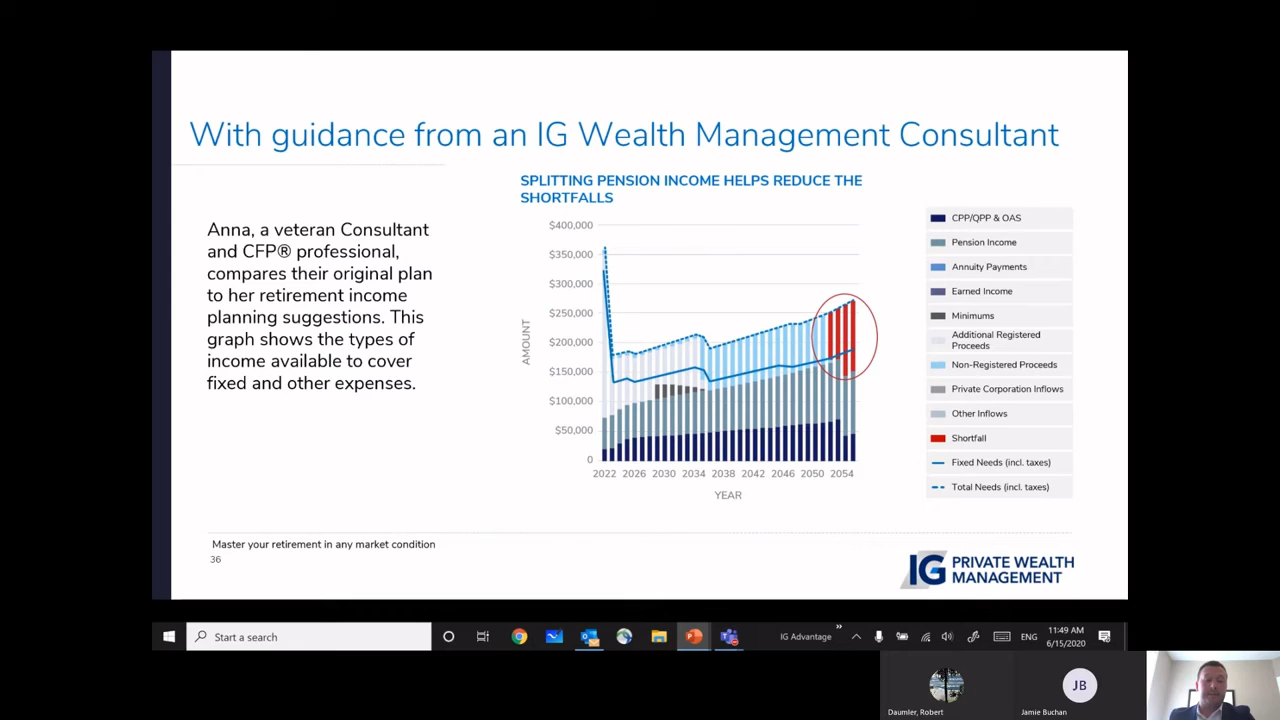 With guidance from an IG Wealth Management Consultant
Anna, a veteran Consultant
and CFP® professional,
compares their original plan
to her retirement income
planning suggestions. This
graph shows the types of
income available to cover
fixed and other expenses.
SPLITTING PENSION INCOME HELPS REDUCE THE
SHORTFALLS
$400,000
$350,000
$300,000
$250,000
$200,000
$150,000
$100,000
$50,000
0
AMOUNT
2022 2026 2030 2034 2038 2042 2046 2050 2054
YEAR
CPP/QPP & OAS
Pension Income
Annuity Payments
Earned Income
Minimums
Additional Registered
Proceeds
Non-Registered Proceeds
Private Corporation Inflows
Other Inflows
Shortfall
Fixed Needs (incl. taxes)
Total Needs (incl. taxes)
Master your retirement in any market condition
36
IG PRIVATE WEALTH
MANAGEMENT
Start a search
IG Advantage
»
ENG
11:49 AM
6/15/2020
JB
Daumler, Robert
Jamie Buchan